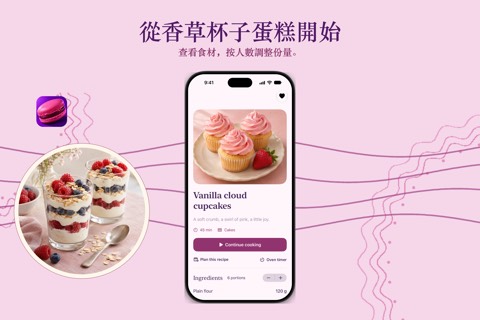 從香草杯子蛋糕開始
查看食材，按人數調整份量。
9:41
Vanilla cloud
cupcakes
A soft crumb, a swirl of pink, a little joy.
45 min
Cakes
Continue cooking
Plan this recipe
Oven timer
Ingredients
8 portions
Plain flour
120 g